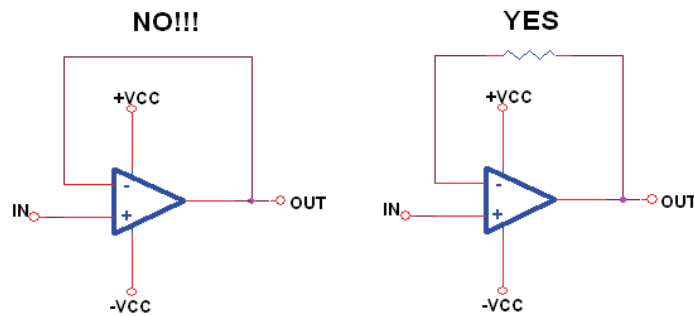 NO!!!
+VCC
-
+
IN
OUT
-VCC
YES
+VCC
-
+
IN
OUT
-VCC